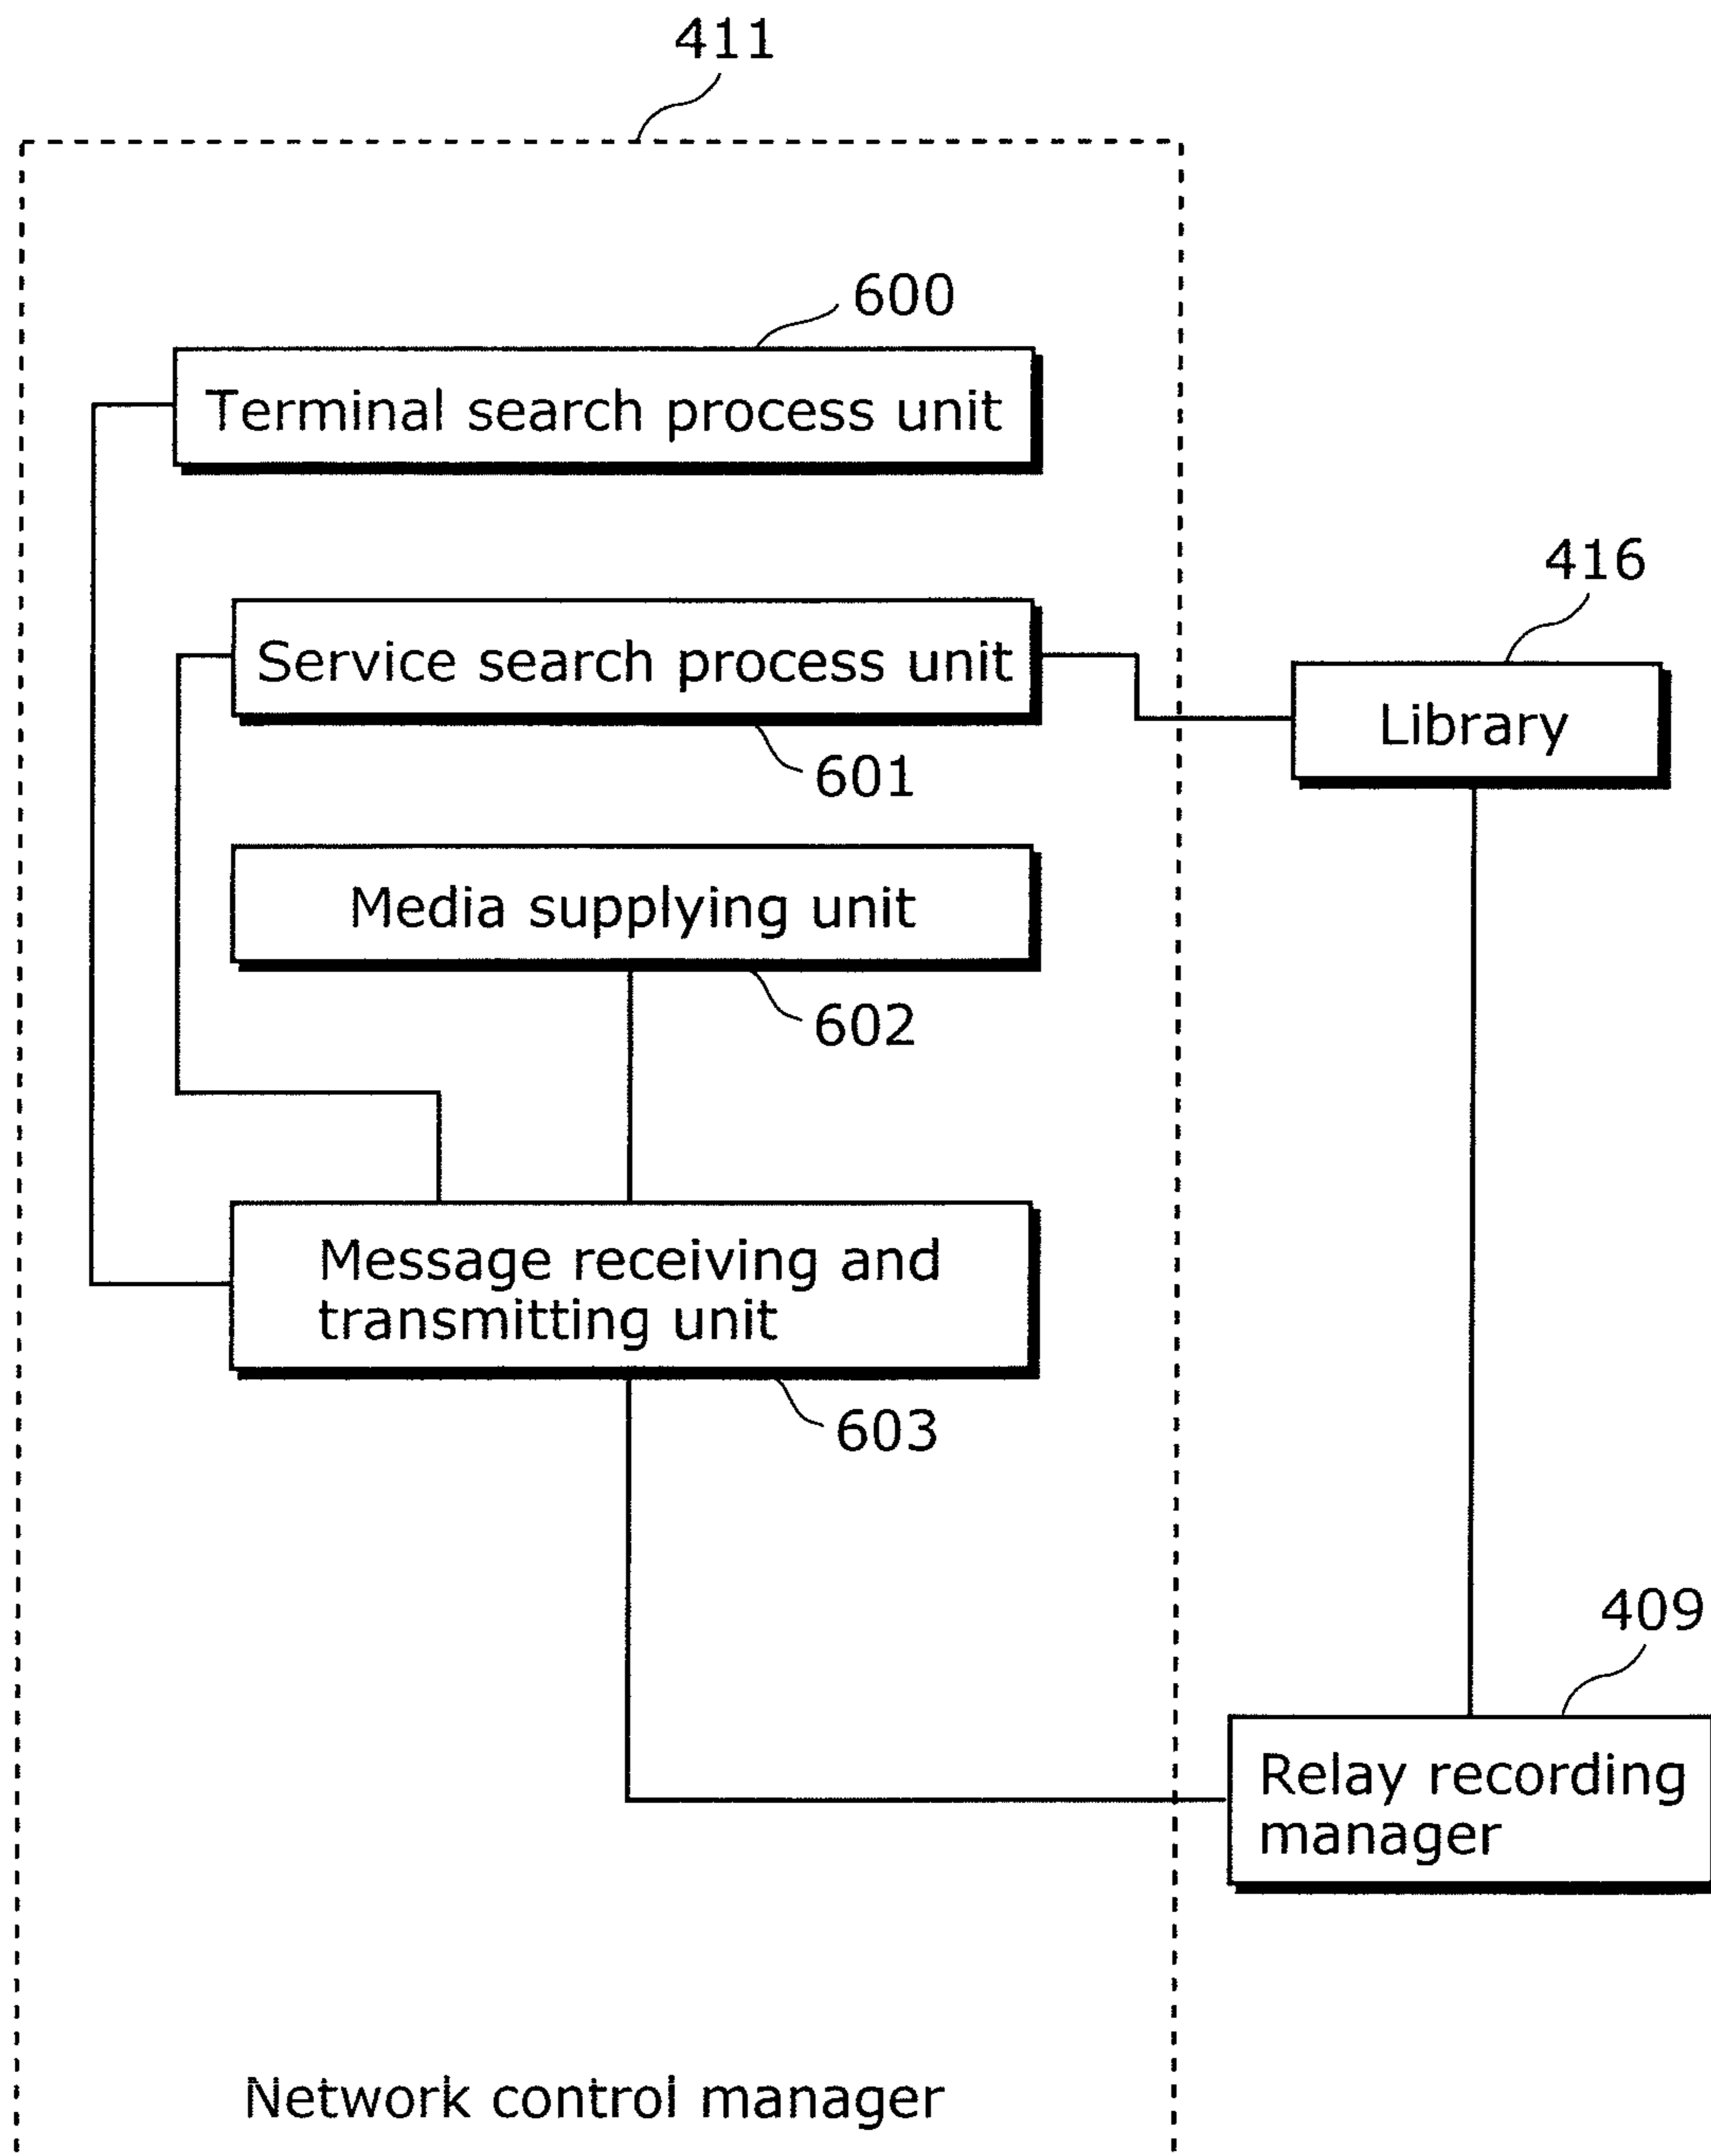 411
600
Terminal search process unit
416
Service search process unit
601
Library
Media supplying unit
602
Message receiving and
transmitting unit
603
409
Relay recording
manager
Network control manager